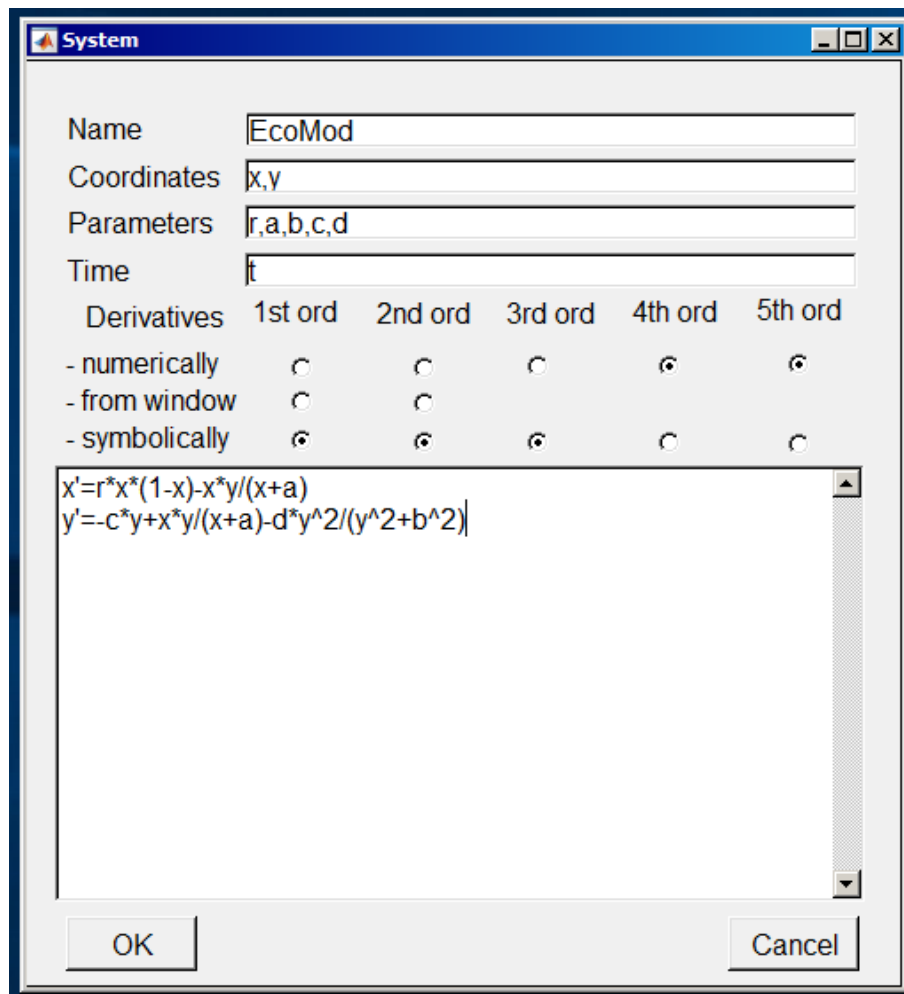 System
Name EcoMod
Coordinates x,y
Parameters r,a,b,c,d
Time t
Derivatives 1st ord 2nd ord 3rd ord 4th ord 5th ord
- numerically
- from window
- symbolically
x'=r*x*(1-x)-x*y/(x+a)
y'=-c*y+x*y/(x+a)-d*y^2/(y^2+b^2)
OK Cancel